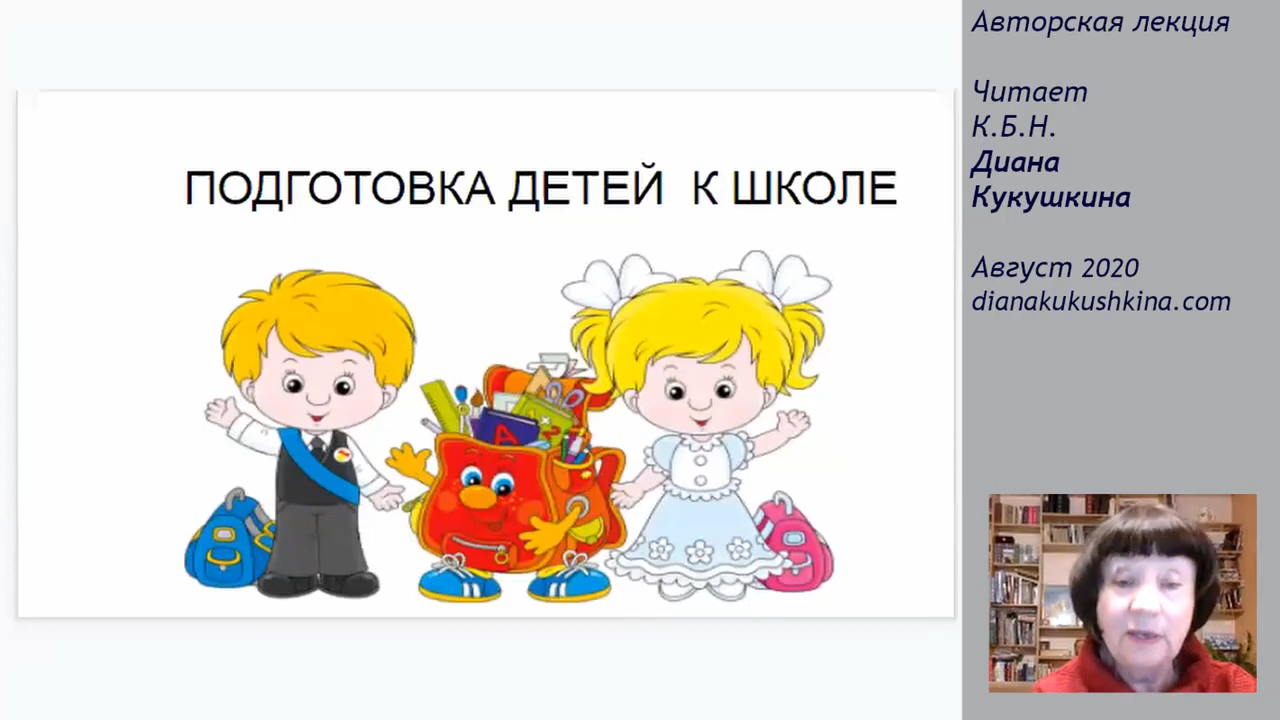 ПОДГОТОВКА ДЕТЕЙ К ШКОЛЕ
Авторская лекция
Читает
К.Б.Н.
Диана
Кукушкина
Август 2020
dianakukushkina.com
А